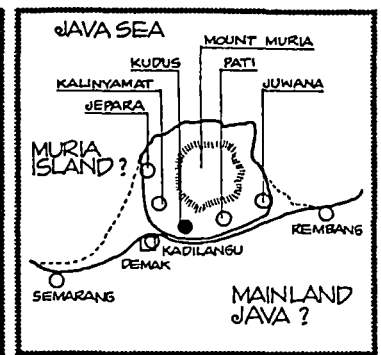 JAVA SEA
MOUNT MURIA
KUDUS
PATI
KALINYAMAT
JUWANA
JEPARA
MURIA
ISLAND?
REMBANG
KADILANGU
DEMAK
SEMARANG
MAINLAND
JAVA ?